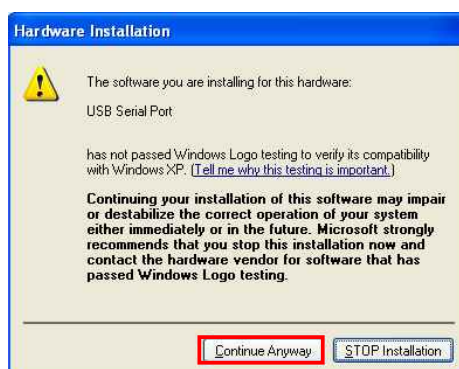 Hardware Installation
The software you are installing for this hardware:
USB Serial Port
has not passed Windows Logo testing to verify its compatibility
with Windows XP. (Tell me why this testing is important.)
Continuing your installation of this software may impair
or destabilize the correct operation of your system
either immediately or in the future. Microsoft strongly
recommends that you stop this installation now and
contact the hardware vendor for software that has
passed Windows Logo testing.
Continue Anyway
STOP Installation